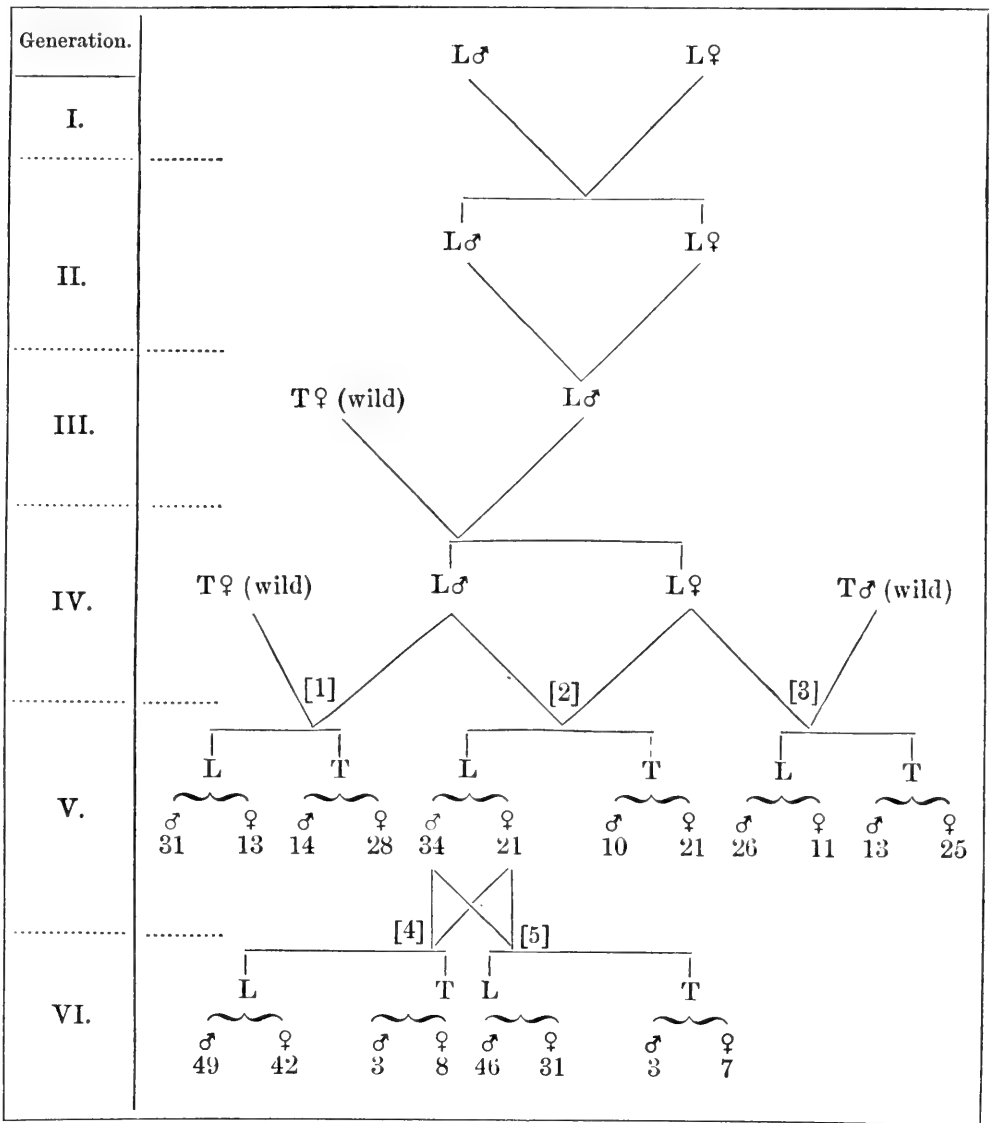 Generation.
L♂ L♀
I.
L♂ L♀
II.
T♀ (wild) L♂
III.
T♀ (wild) L♂ L♀ T♂ (wild)
IV.
[1] [2] [3]
L T L T L T
V.
♂ ♀ ♂ ♀ ♂ ♀ ♂ ♀ ♂ ♀ ♂ ♀
31 13 14 28 34 21 10 21 26 11 13 25
[4] [5]
L T L T
VI.
♂ ♀ ♂ ♀ ♂ ♀ ♂ ♀
49 42 3 8 46 31 3 7